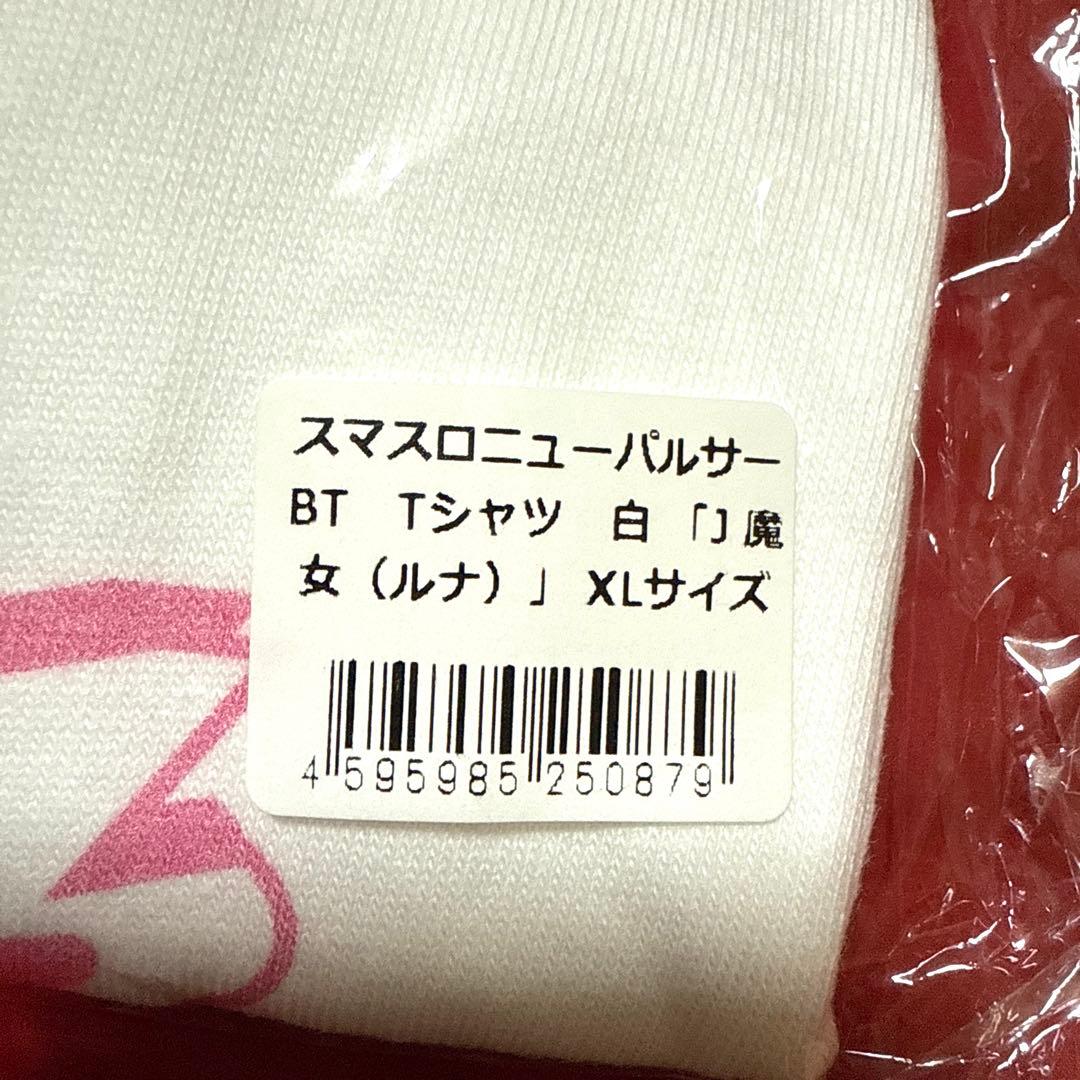 スマスロニューパルサー
BT　Tシャツ　白「J魔
女（ルナ）」XLサイズ
4595985250879